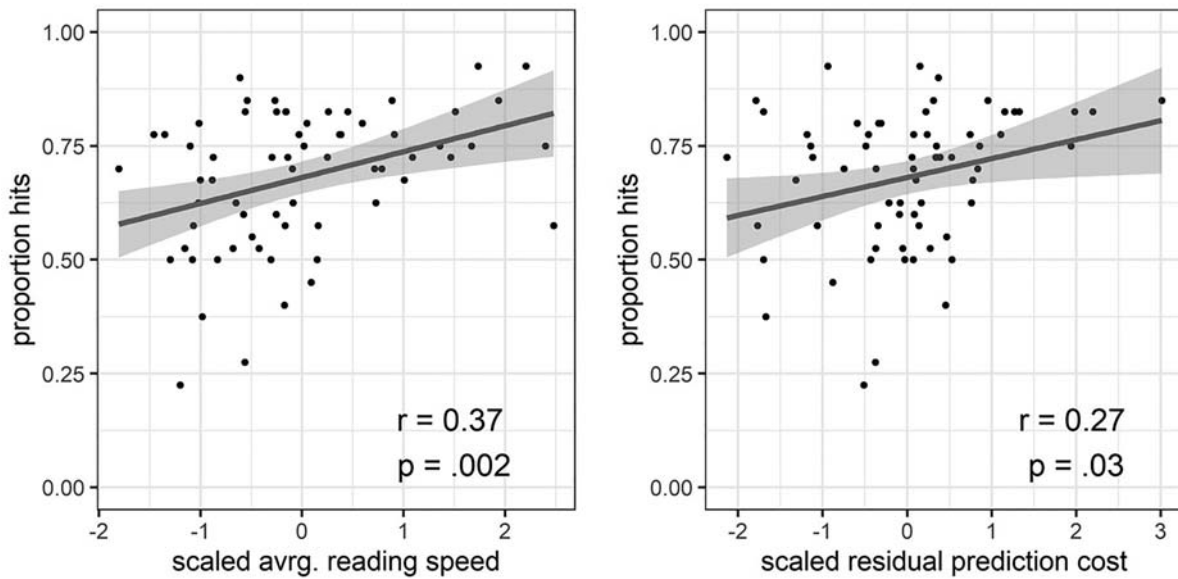 1.00
0.75
0.50
0.25
0.00
proportion hits
-2 -1 0 1 2
scaled avrg. reading speed
r = 0.37
p = .002
1.00
0.75
0.50
0.25
0.00
proportion hits
-2 -1 0 1 2 3
scaled residual prediction cost
r = 0.27
p = .03